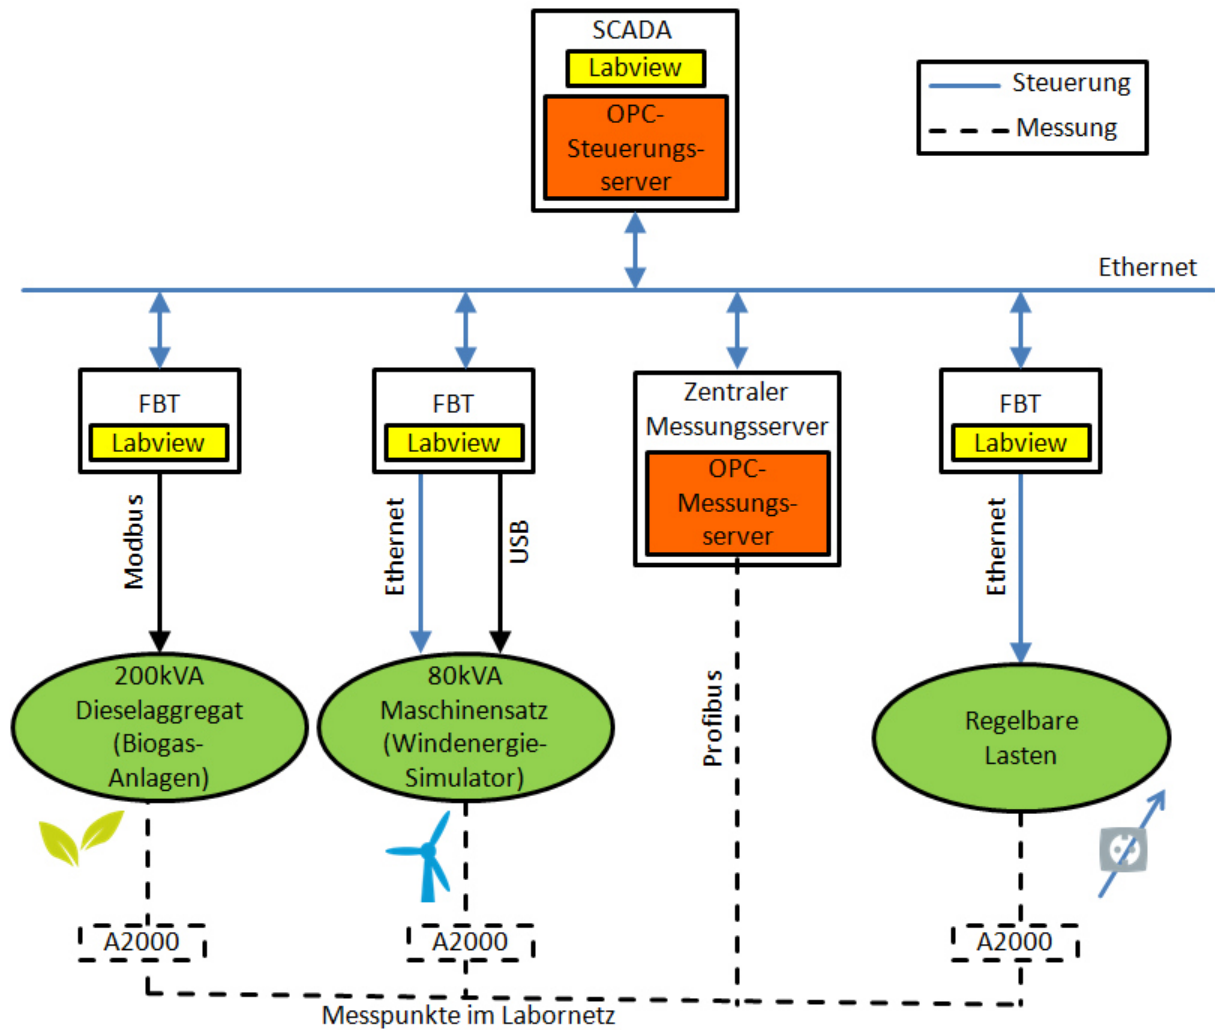 SCADA
Labview
OPC-
Steuerungs-
server
Steuerung
Messung
Ethernet
FBT
Labview
FBT
Labview
Zentraler
Messungsserver
OPC-
Messungs-
server
FBT
Labview
Modbus
Ethernet
USB
Profibus
Ethernet
200kVA
Dieselaggregat
(Biogas-
Anlagen)
80kVA
Maschinensatz
(Windenergie-
Simulator)
Regelbare
Lasten
A2000
A2000
A2000
Messpunkte im Labornetz